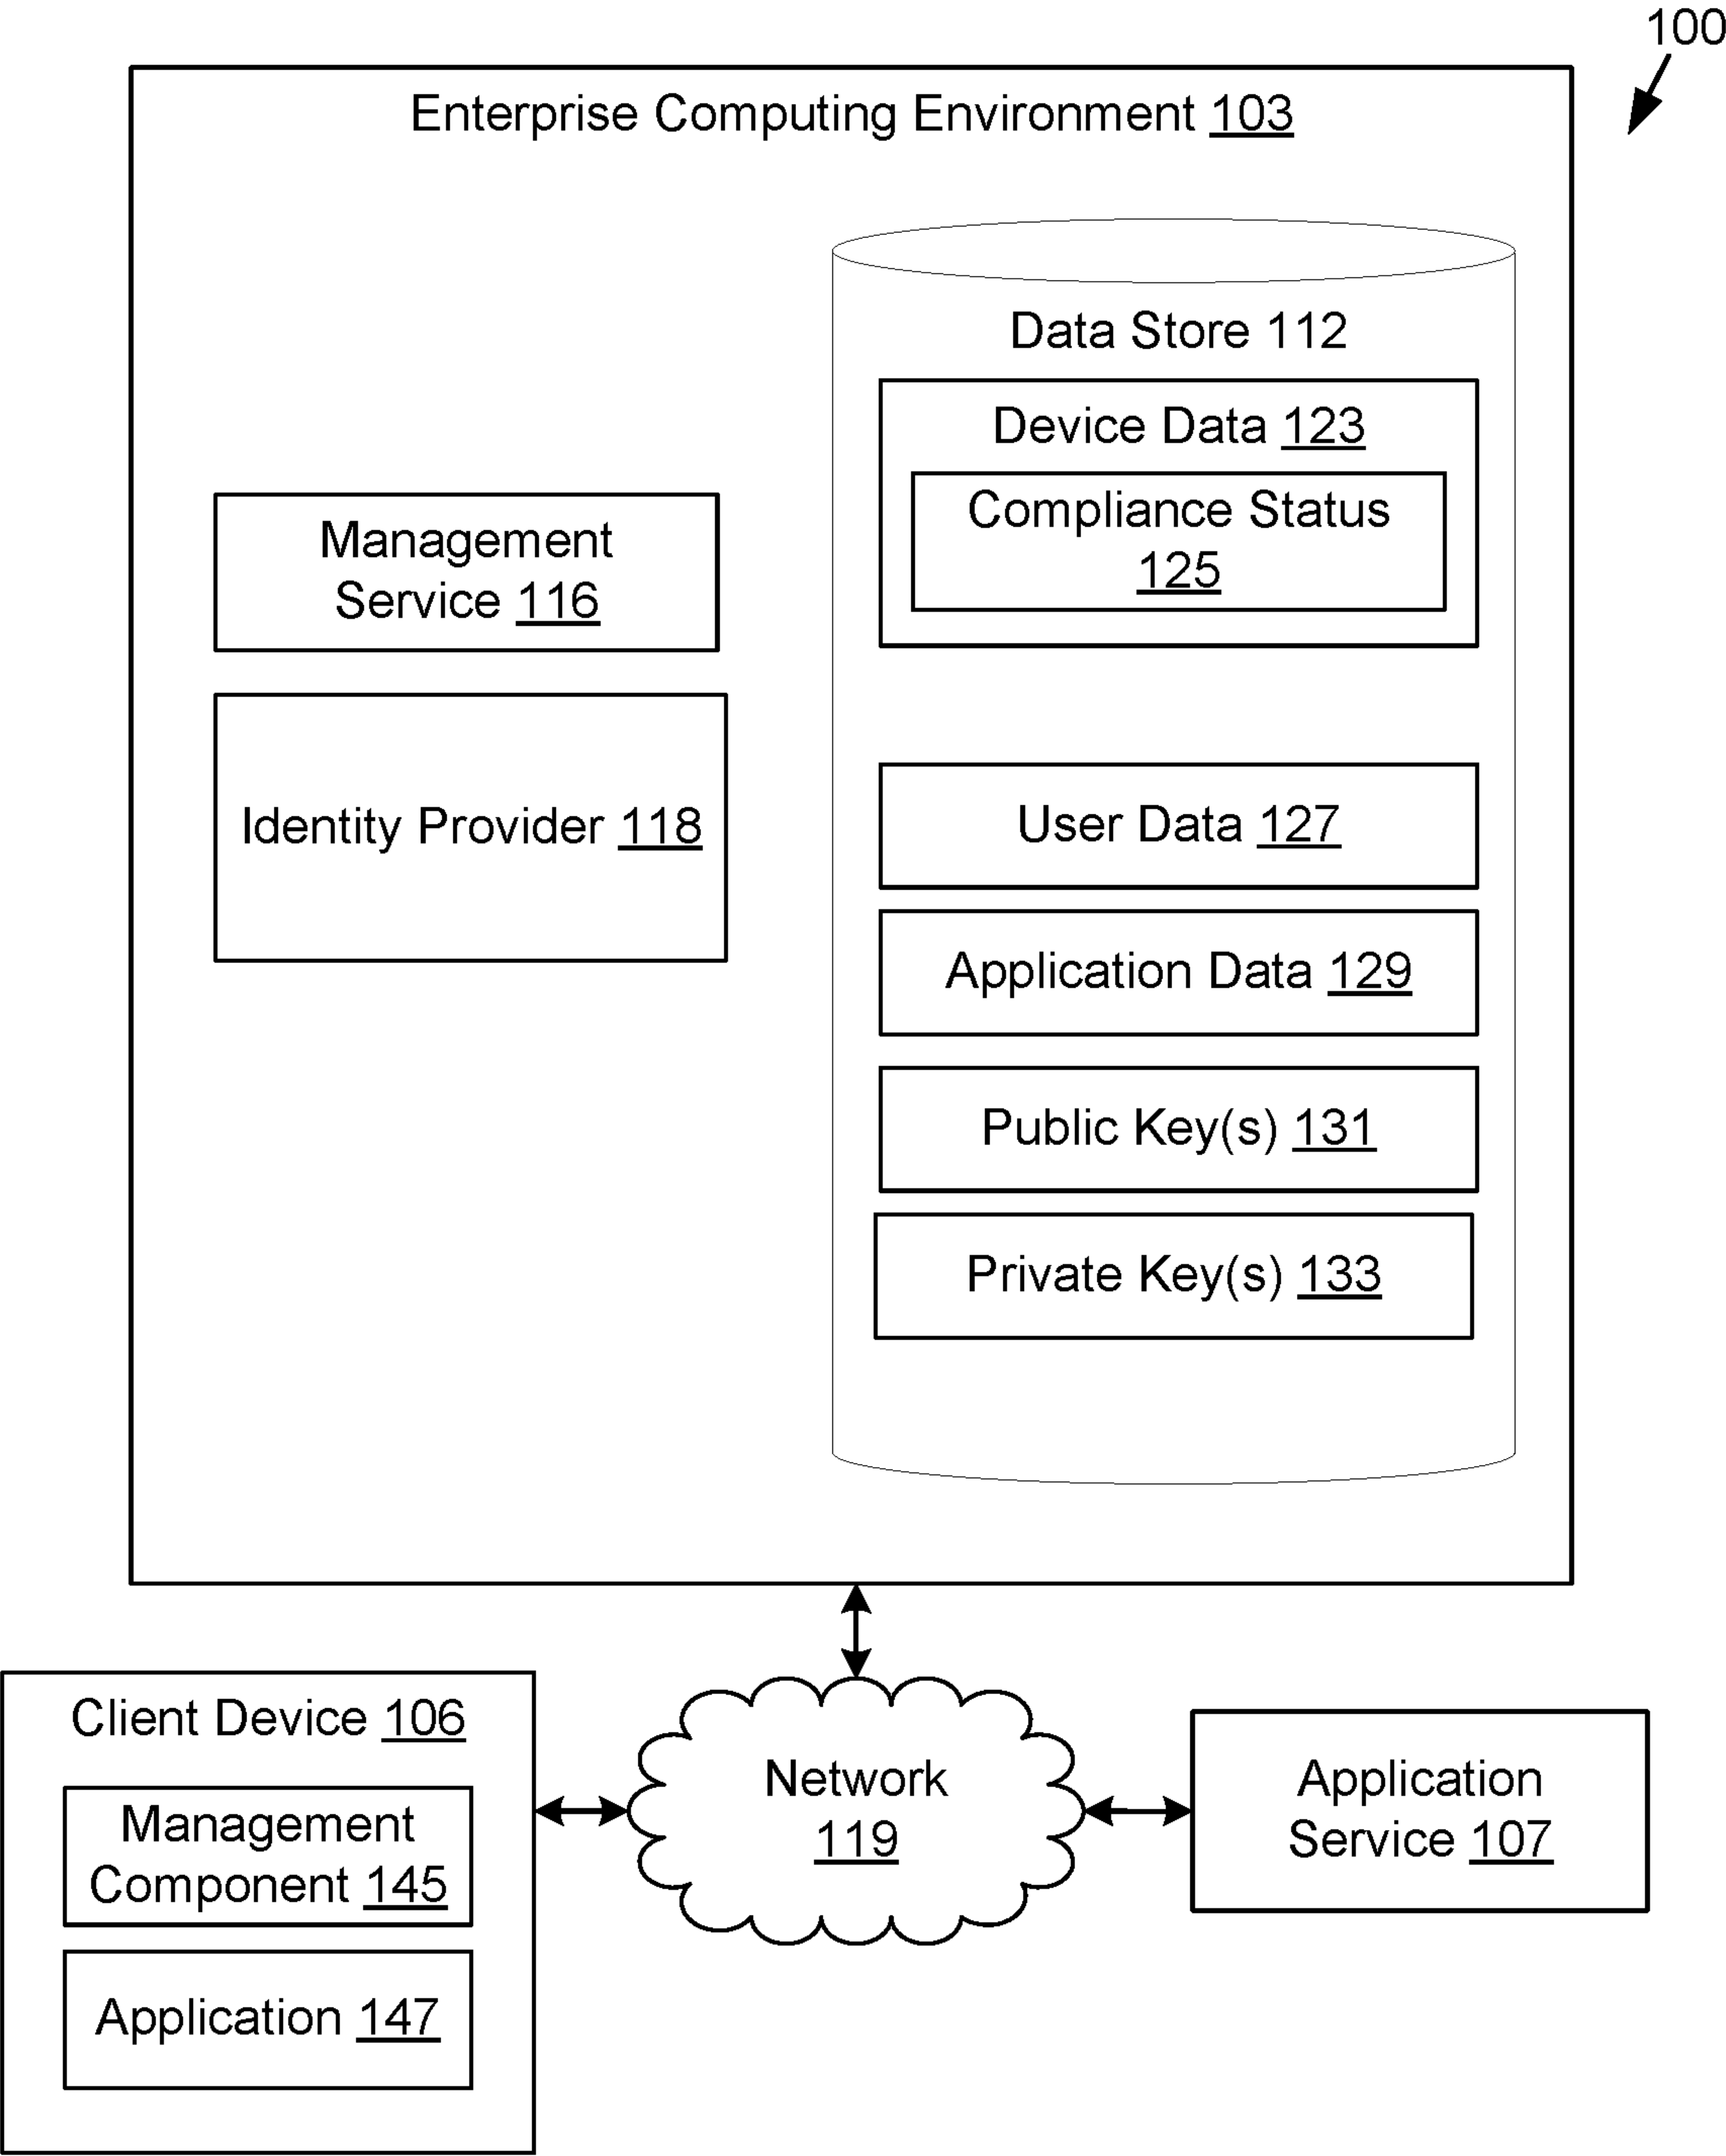 100
Enterprise Computing Environment 103
Data Store 112
Device Data 123
Compliance Status
125
Management
Service 116
Identity Provider 118
User Data 127
Application Data 129
Public Key(s) 131
Private Key(s) 133
Client Device 106
Management
Component 145
Application 147
Network
119
Application
Service 107